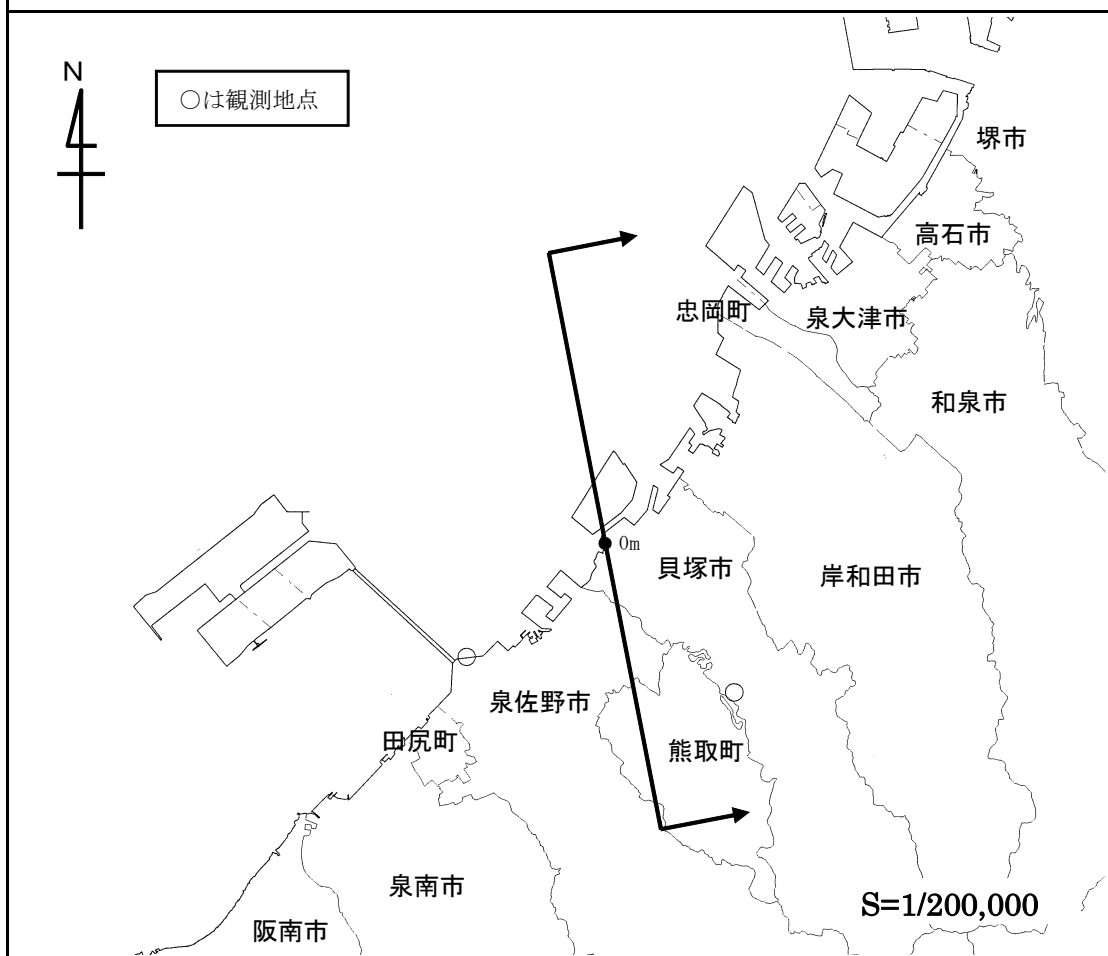 N
○は観測地点
堺市
高石市
忠岡町
泉大津市
和泉市
0m
貝塚市
岸和田市
泉佐野市
田尻町
熊取町
泉南市
阪南市
S=1/200,000